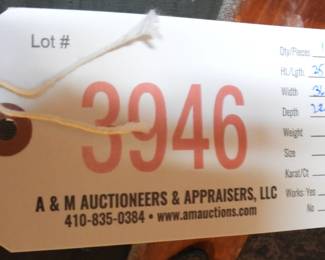 Lot #
3946
A & M AUCTIONEERS & APPRAISERS, LLC
410-835-0384 • www.amauctions.com
Qty/Pieces
Ht./Lgth. 25
Width
Depth
Weight
Size
Karat/Ct
Works: Yes
No